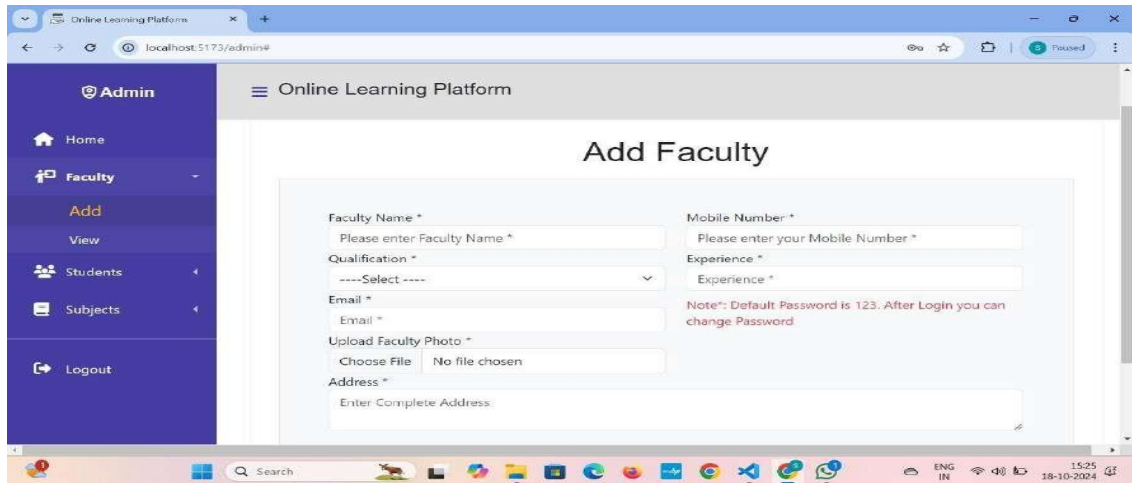 Online Learning Platform
localhost:5173/admin#
Paused
Admin
Online Learning Platform
Home
Faculty
Add
View
Students
Subjects
Logout
Add Faculty
Faculty Name *
Please enter Faculty Name *
Mobile Number *
Please enter your Mobile Number *
Qualification *
----Select ----
Experience *
Experience *
Email *
Email *
Note*: Default Password is 123. After Login you can
change Password
Upload Faculty Photo *
Choose File No file chosen
Address *
Enter Complete Address
Search
ENG
IN
15:25
18-10-2024